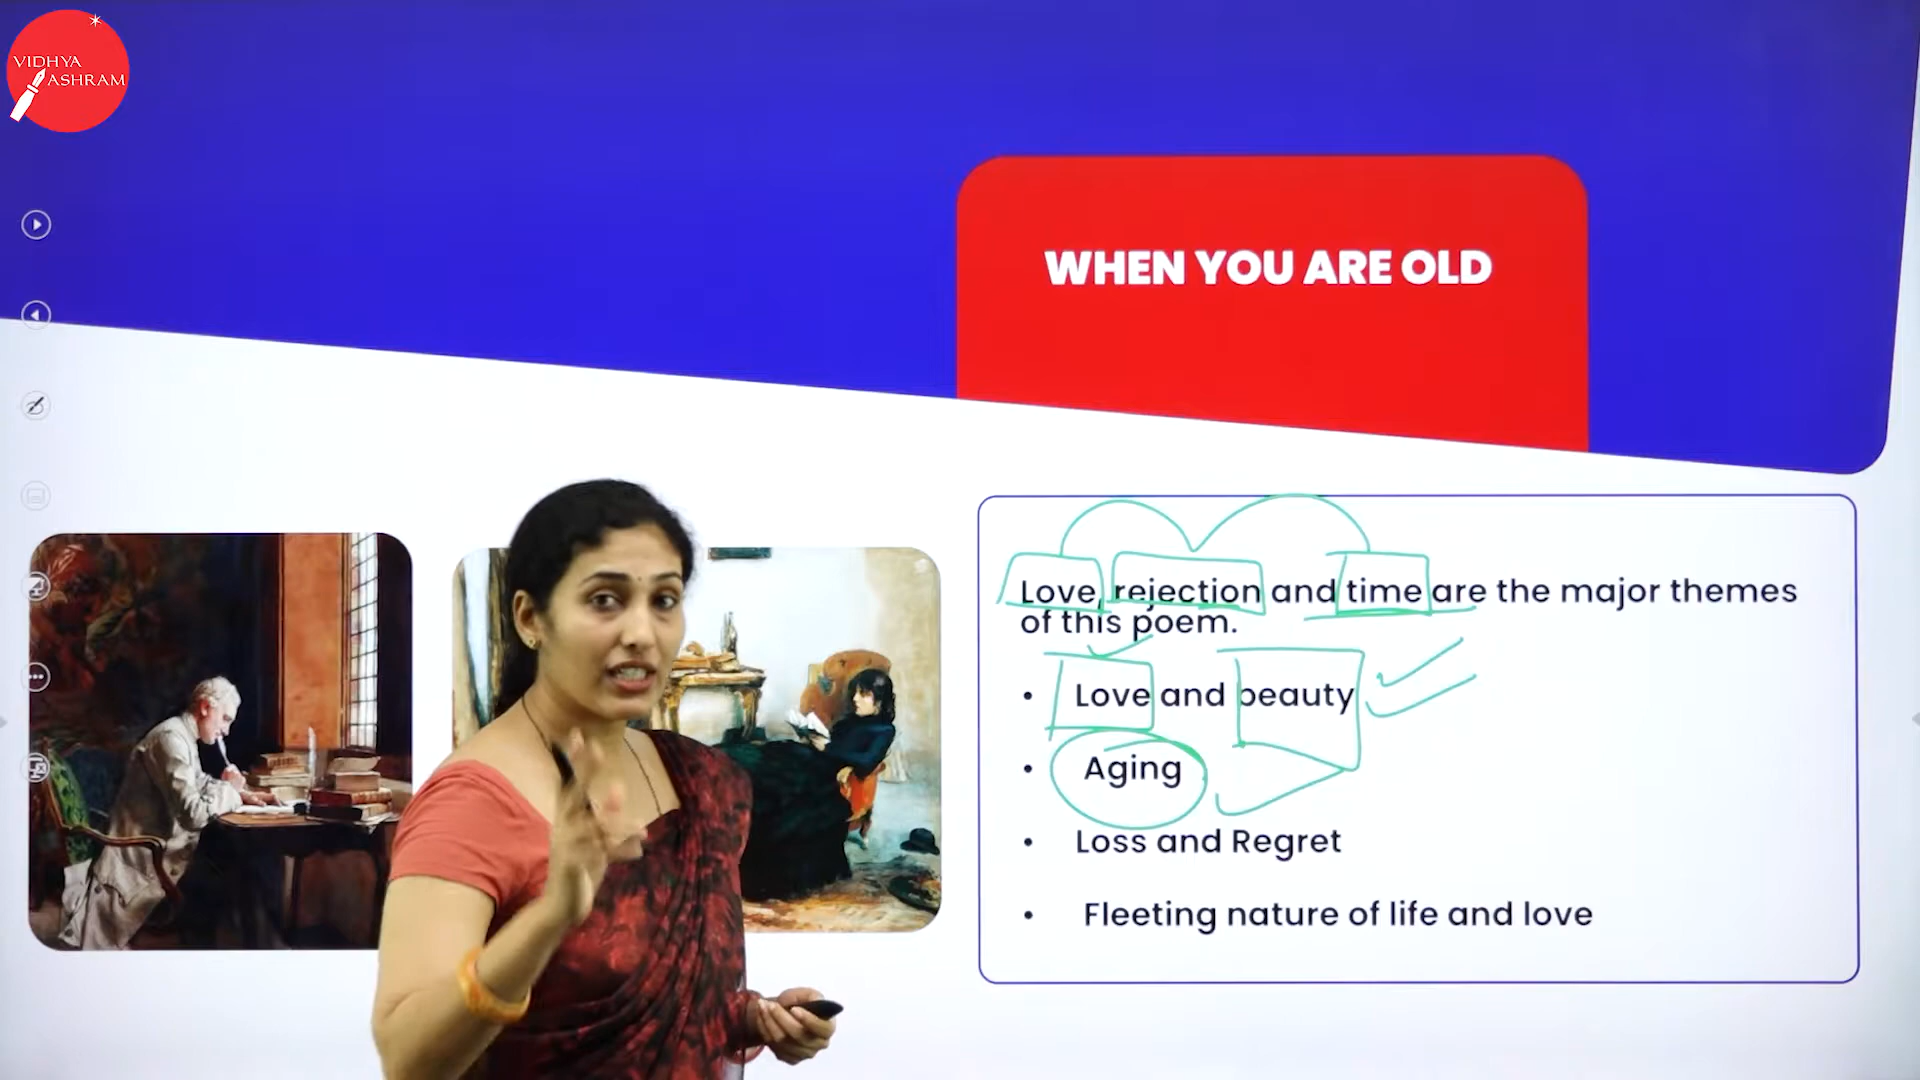 VIDHYA
ASHRAM
WHEN YOU ARE OLD
Love, rejection and time are the major themes
of this poem.
• Love and beauty
• Aging
• Loss and Regret
• Fleeting nature of life and love